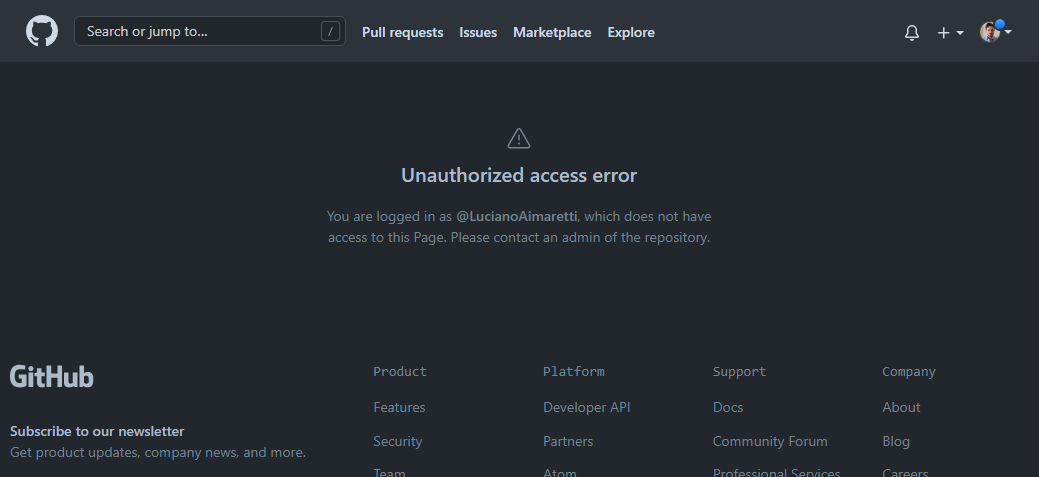 Search or jump to... /
Pull requests Issues Marketplace Explore
Unauthorized access error
You are logged in as @LucianoAimaretti, which does not have
access to this Page. Please contact an admin of the repository.
GitHub
Subscribe to our newsletter
Get product updates, company news, and more.
Product
Features
Security
Team
Platform
Developer API
Partners
Atom
Support
Docs
Community Forum
Professional Services
Company
About
Blog
Careers